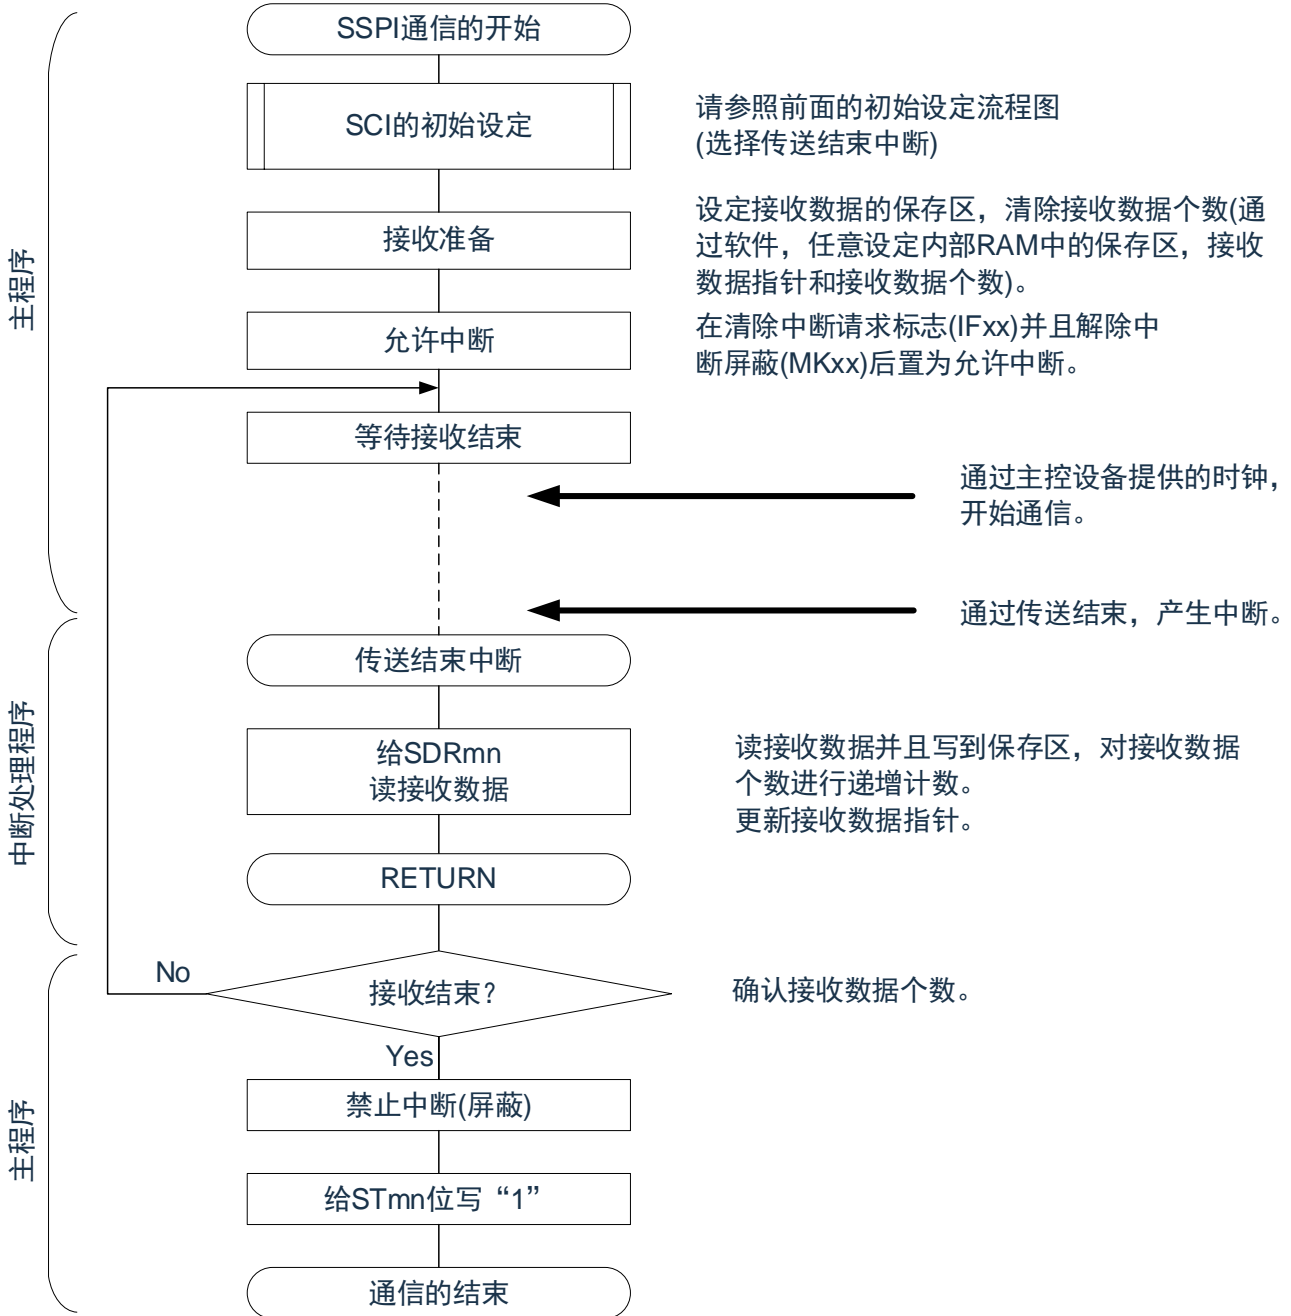 SSPI通信的开始
SCI的初始设定
请参照前面的初始设定流程图
(选择传送结束中断)
接收准备
设定接收数据的保存区，清除接收数据个数(通
过软件，任意设定内部RAM中的保存区，接收
数据指针和接收数据个数)。
主程序
允许中断
在清除中断请求标志(IFxx)并且解除中
断屏蔽(MKxx)后置为允许中断。
等待接收结束
通过主控设备提供的时钟，
开始通信。
通过传送结束，产生中断。
传送结束中断
中断处理程序
给SDRmn
读接收数据
读接收数据并且写到保存区，对接收数据
个数进行递增计数。
更新接收数据指针。
RETURN
No
接收结束？
确认接收数据个数。
Yes
禁止中断(屏蔽)
主程序
给STmn位写“1”
通信的结束